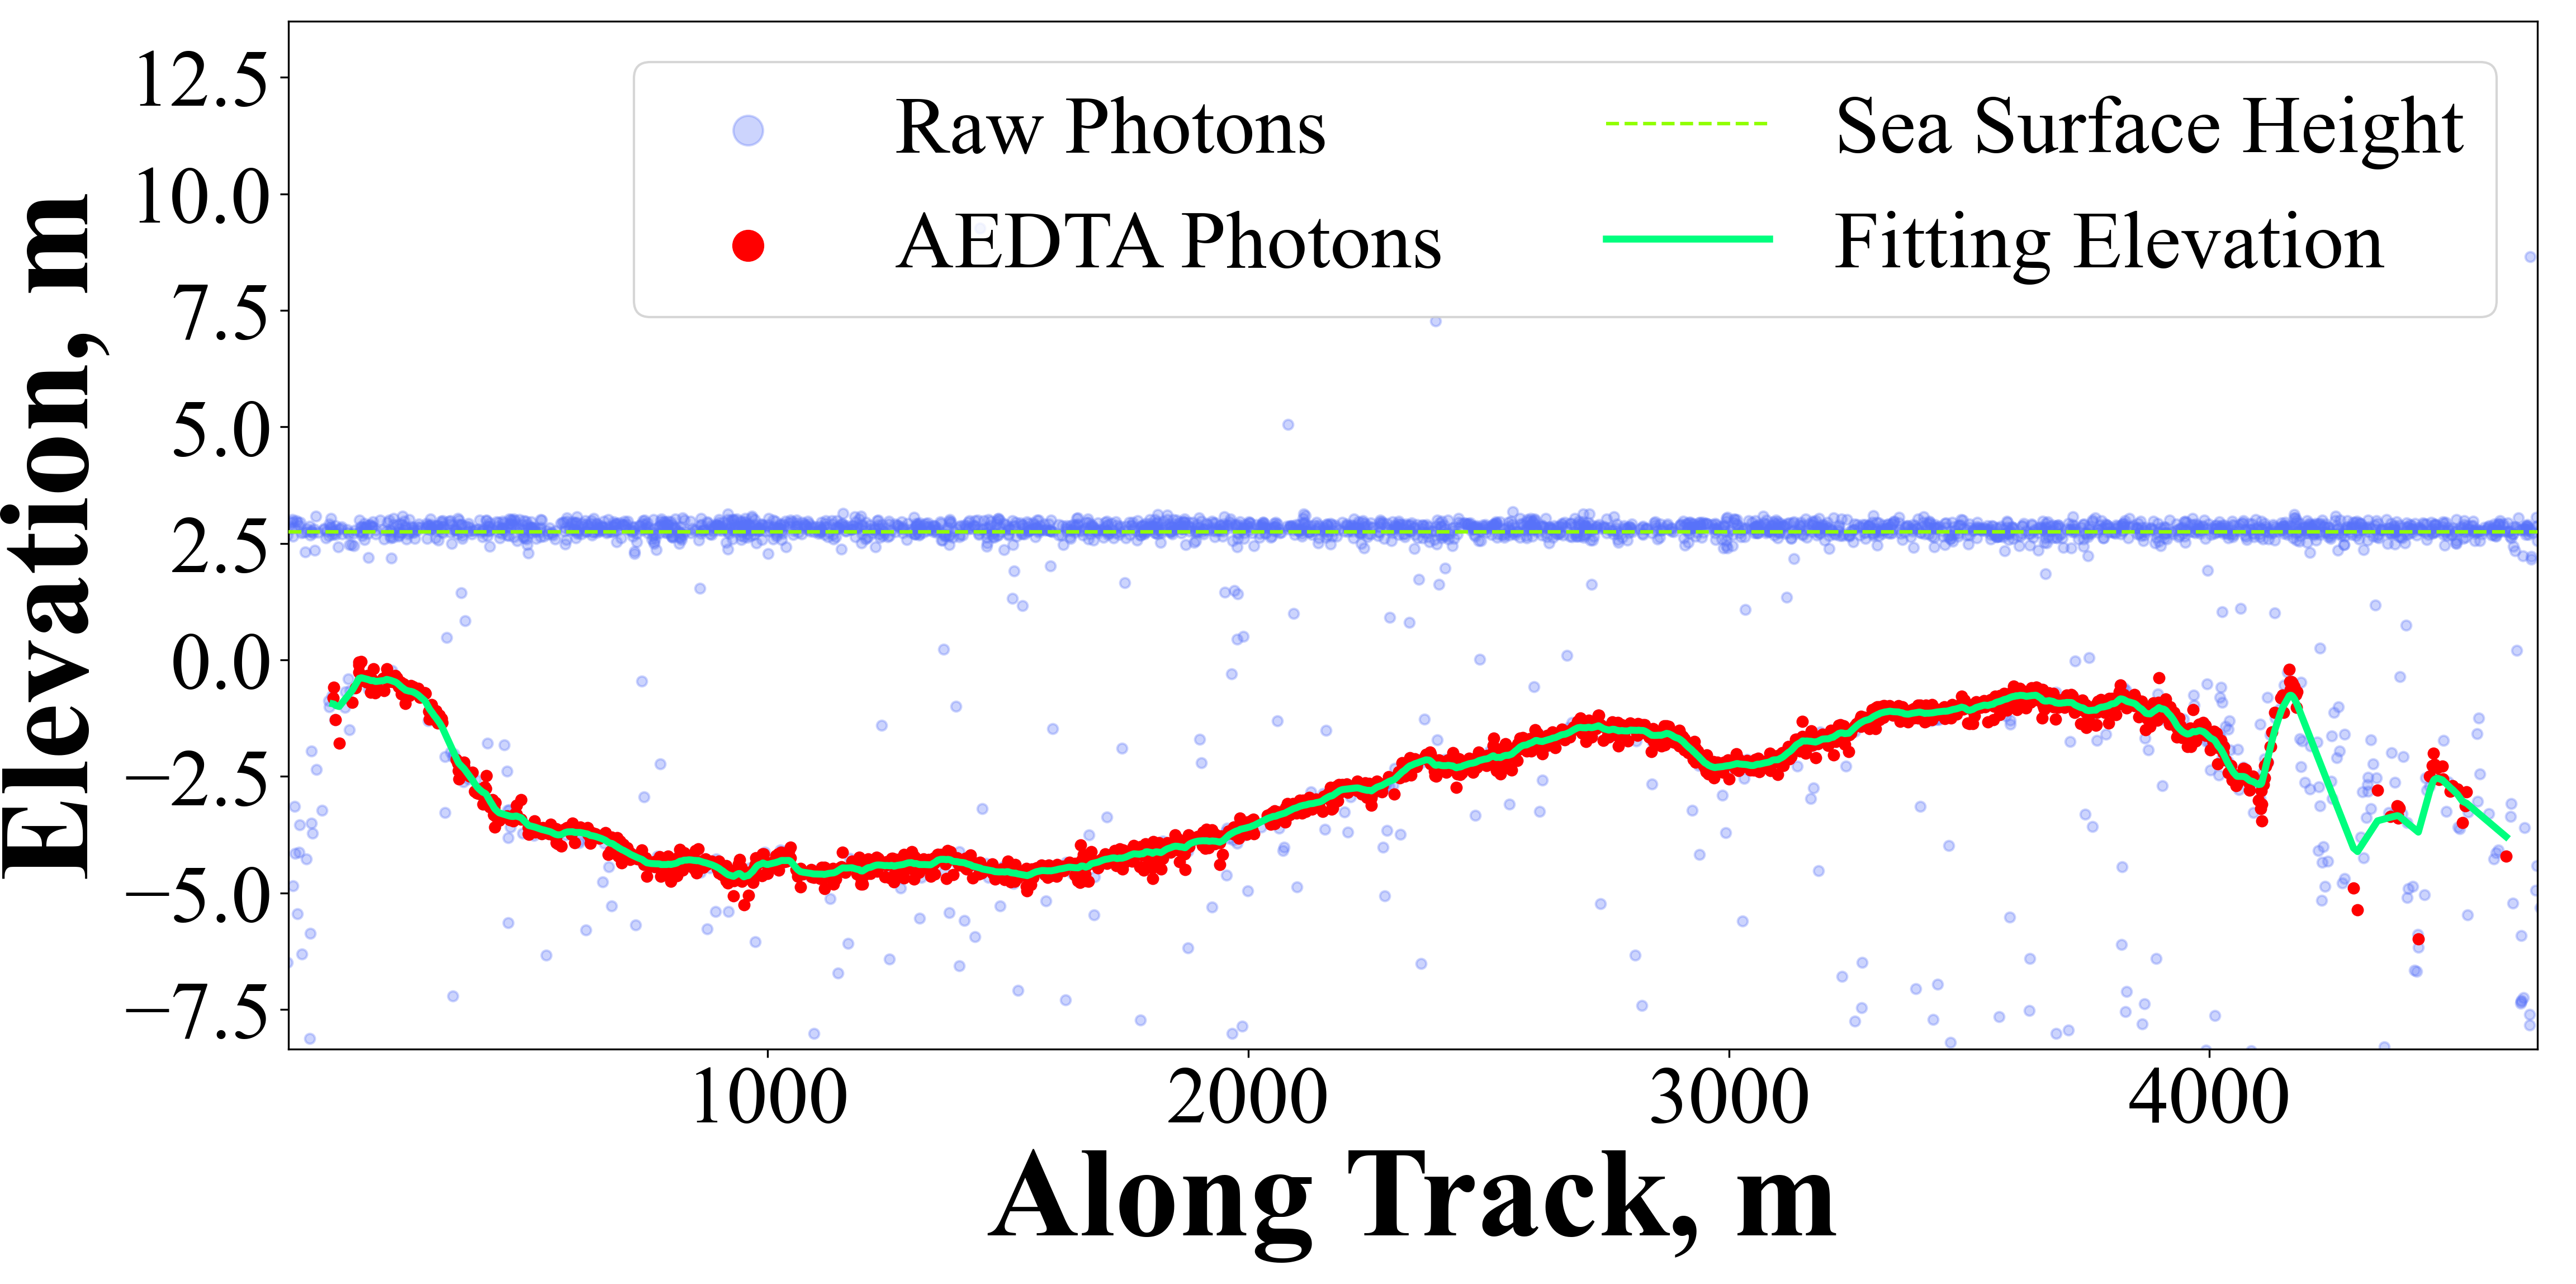 Elevation, m
12.5
10.0
7.5
5.0
2.5
0.0
−2.5
−5.0
−7.5
Raw Photons
AEDTA Photons
Sea Surface Height
Fitting Elevation
1000
2000
3000
4000
Along Track, m